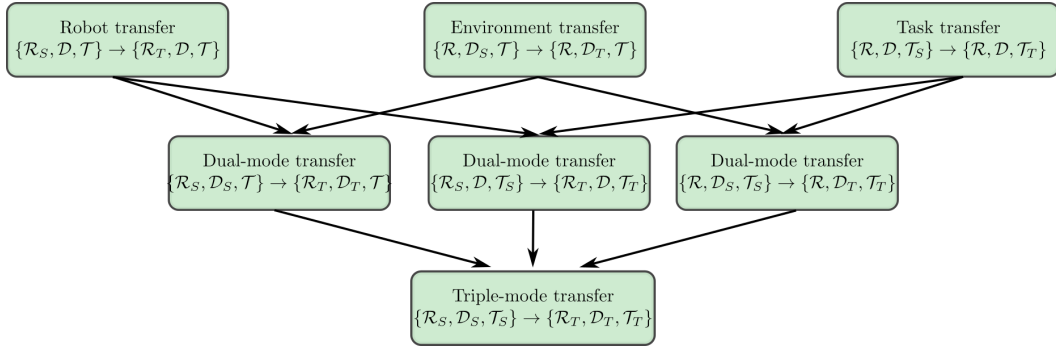 Robot transfer
{R_S, D, T} → {R_T, D, T}
Environment transfer
{R, D_S, T} → {R, D_T, T}
Task transfer
{R, D, T_S} → {R, D, T_T}
Dual-mode transfer
{R_S, D_S, T} → {R_T, D_T, T}
Dual-mode transfer
{R_S, D, T_S} → {R_T, D, T_T}
Dual-mode transfer
{R, D_S, T_S} → {R, D_T, T_T}
Triple-mode transfer
{R_S, D_S, T_S} → {R_T, D_T, T_T}